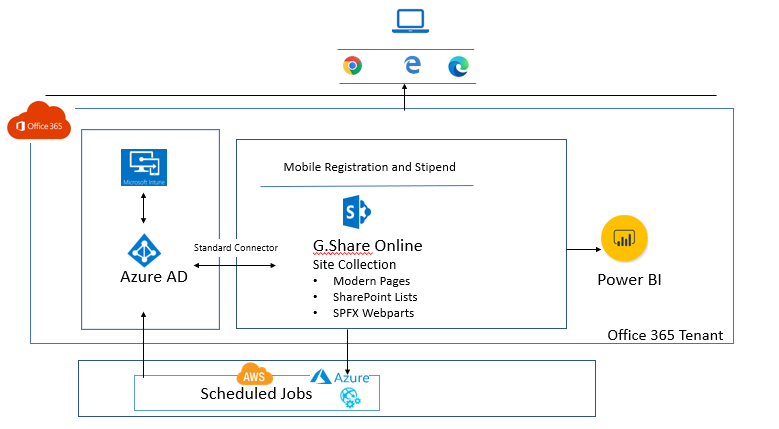 Office 365
Microsoft Intune
Azure AD
Standard Connector
Mobile Registration and Stipend
G.Share Online
Site Collection
• Modern Pages
• SharePoint Lists
• SPFX Webparts
Power BI
Office 365 Tenant
AWS
Azure
Scheduled Jobs